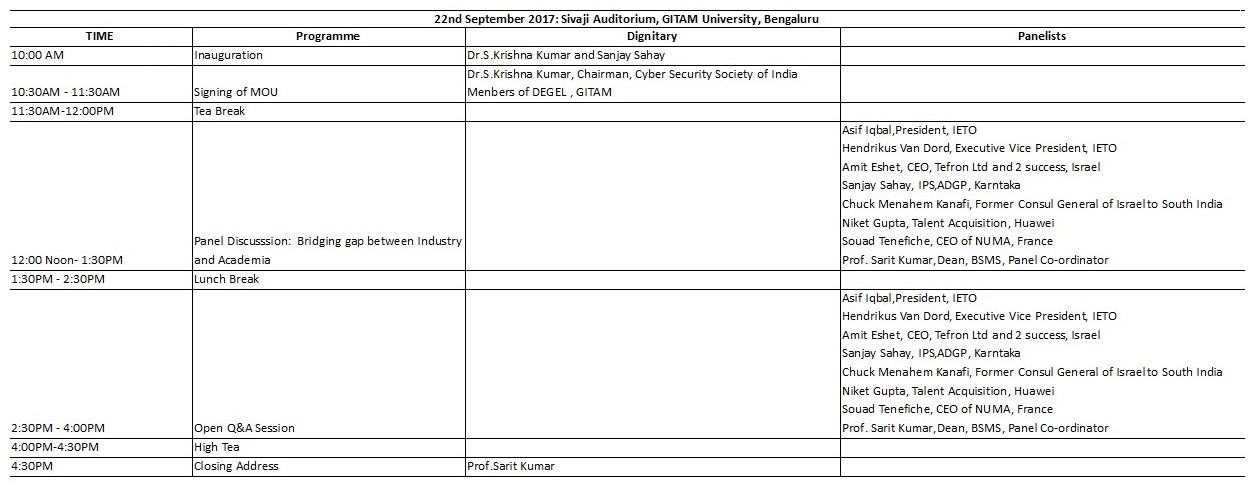 22nd September 2017: Sivaji Auditorium, GITAM University, Bengaluru
TIME Programme Dignitary Panelists
10:00 AM Inauguration Dr.S.Krishna Kumar and Sanjay Sahay
Dr.S.Krishna Kumar, Chairman, Cyber Security Society of India
10:30AM - 11:30AM Signing of MOU Menbers of DEGEL , GITAM
11:30AM-12:00PM Tea Break
Asif Iqbal,President, IETO
Hendrikus Van Dord, Executive Vice President, IETO
Amit Eshet, CEO, Tefron Ltd and 2 success, Israel
Sanjay Sahay, IPS,ADGP, Karntaka
Chuck Menahem Kanafi, Former Consul General of Israel to South India
Niket Gupta, Talent Acquisition, Huawei
Panel Discusssion: Bridging gap between Industry Souad Tenefiche, CEO of NUMA, France
12:00 Noon- 1:30PM and Academia Prof. Sarit Kumar,Dean, BSMS, Panel Co-ordinator
1:30PM - 2:30PM Lunch Break
Asif Iqbal,President, IETO
Hendrikus Van Dord, Executive Vice President, IETO
Amit Eshet, CEO, Tefron Ltd and 2 success, Israel
Sanjay Sahay, IPS,ADGP, Karntaka
Chuck Menahem Kanafi, Former Consul General of Israel to South India
Niket Gupta, Talent Acquisition, Huawei
Souad Tenefiche, CEO of NUMA, France
2:30PM - 4:00PM Open Q&A Session Prof. Sarit Kumar,Dean, BSMS, Panel Co-ordinator
4:00PM-4:30PM High Tea
4:30PM Closing Address Prof.Sarit Kumar